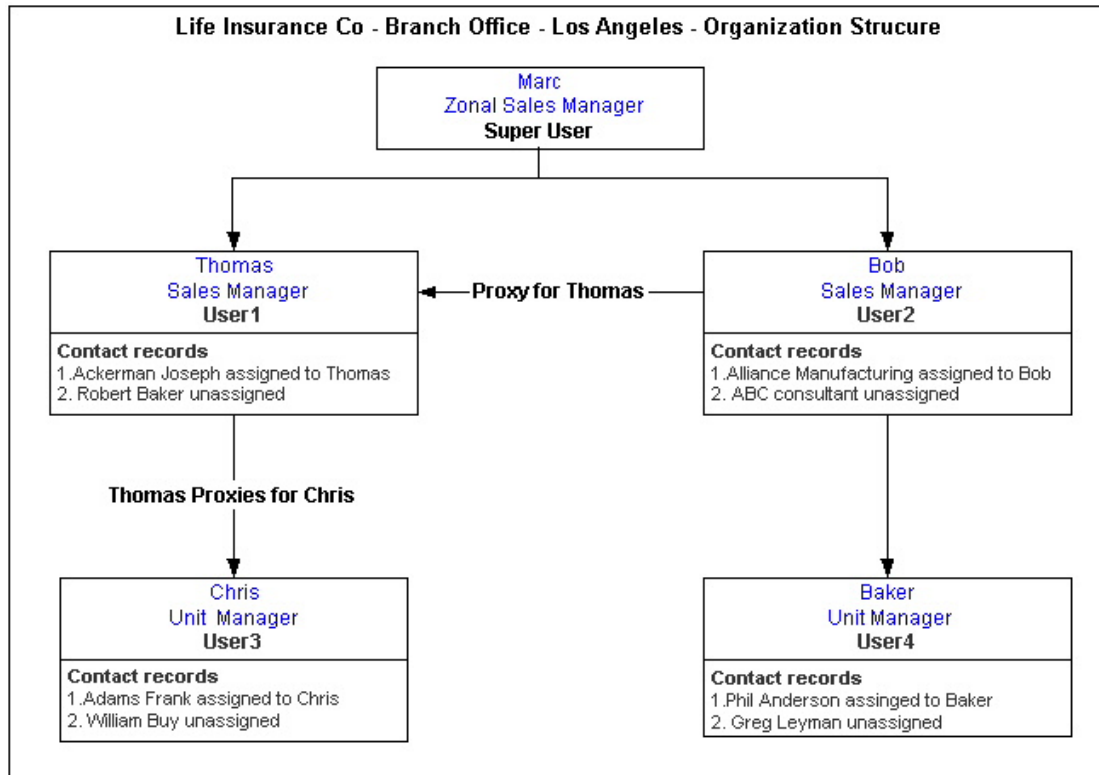 Life Insurance Co - Branch Office - Los Angeles - Organization Strucure
Marc
Zonal Sales Manager
Super User
Thomas
Sales Manager
User1
Contact records
1.Ackerman Joseph assigned to Thomas
2. Robert Baker unassigned
Proxy for Thomas
Bob
Sales Manager
User2
Contact records
1.Alliance Manufacturing assigned to Bob
2. ABC consultant unassigned
Thomas Proxies for Chris
Chris
Unit Manager
User3
Contact records
1.Adams Frank assigned to Chris
2. William Buy unassigned
Baker
Unit Manager
User4
Contact records
1.Phil Anderson assinged to Baker
2. Greg Leyman unassigned